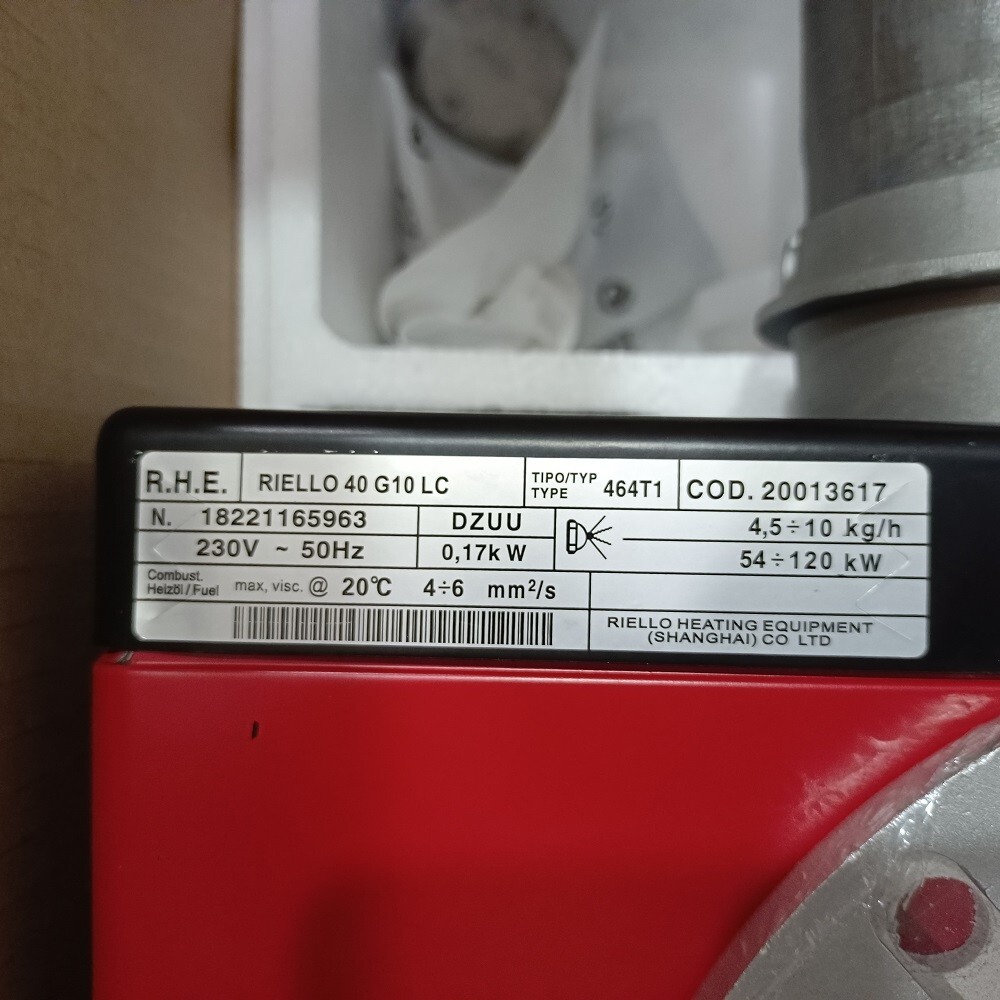 R.H.E. RIELLO 40 G10 LC TIPO/TYP TYPE 464T1 COD. 20013617
N. 18221165963 DZUU 4,5÷10 kg/h
230V ~ 50Hz 0,17k W 54÷120 kW
Combust. Heizöl/Fuel max, visc. @ 20℃ 4÷6 mm²/s
RIELLO HEATING EQUIPMENT
(SHANGHAI) CO LTD